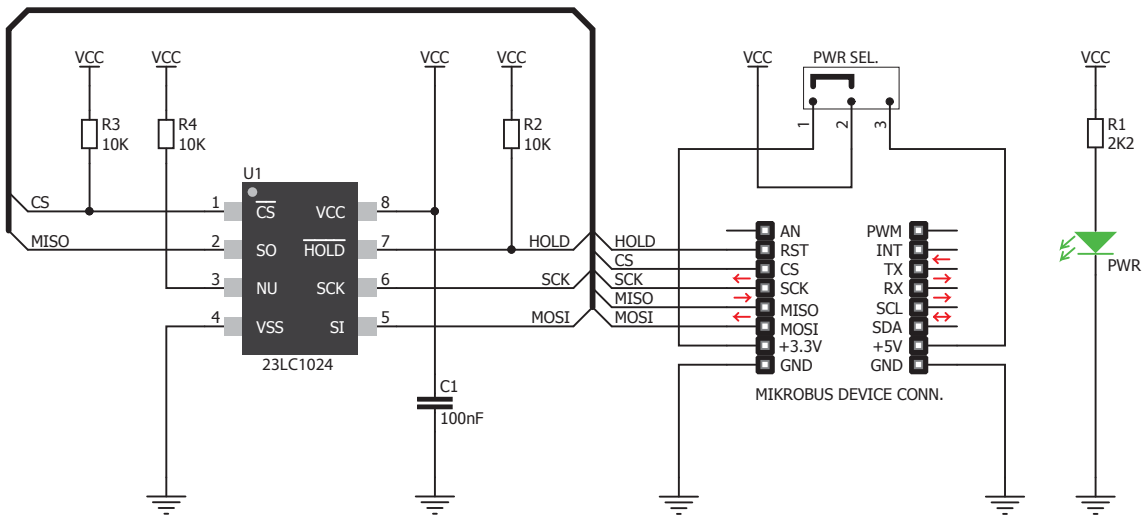 VCC VCC VCC VCC VCC PWR SEL. VCC
R3 R4 R2 R1
10K 10K 10K 2K2
1 2 3
U1
CS 1 CS VCC 8
MISO 2 SO HOLD 7 HOLD HOLD
3 NU SCK 6 SCK
4 VSS SI 5 MOSI
23LC1024
CS
SCK
MISO
MOSI
AN PWM
RST INT
CS TX
SCK RX
MISO SCL
MOSI SDA
+3.3V +5V
GND GND
MIKROBUS DEVICE CONN.
PWR
C1
100nF